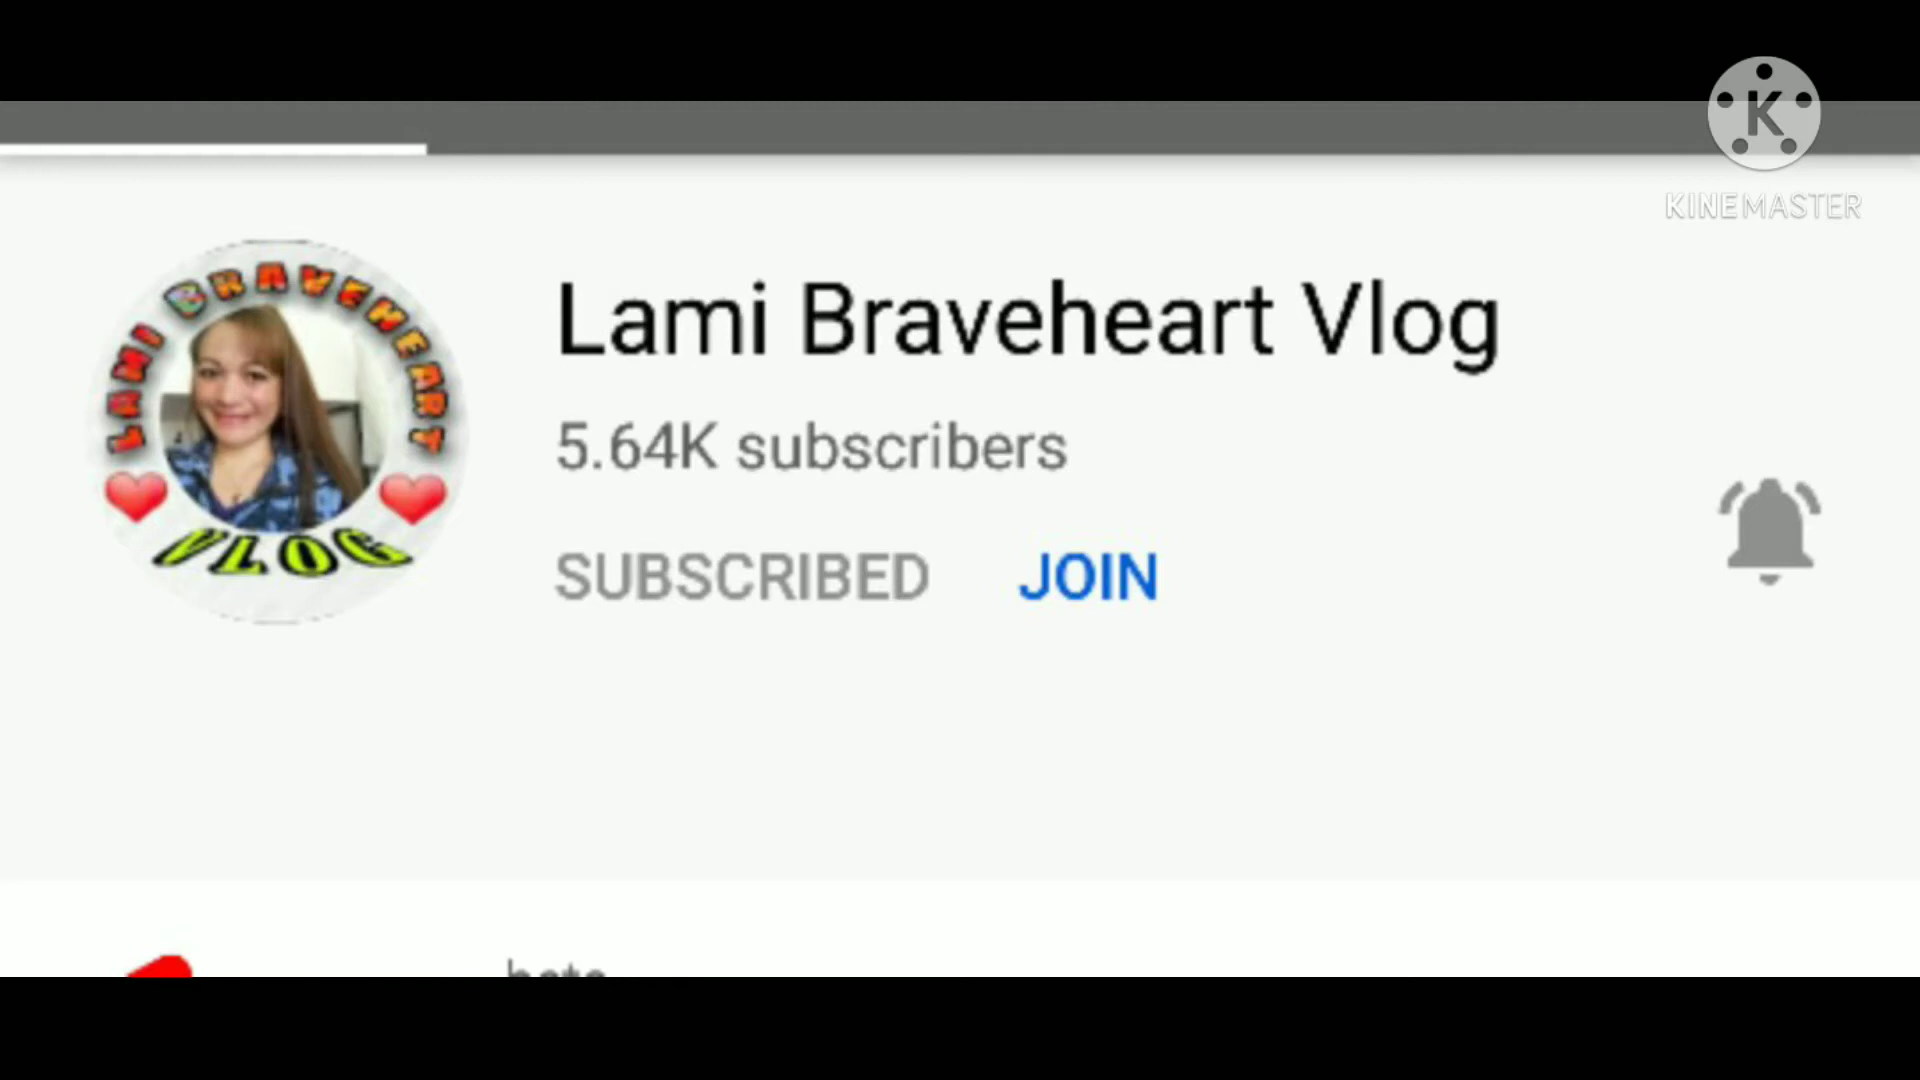 K
KINEMASTER
LAMI BRAVEHEART
VLOG
Lami Braveheart Vlog
5.64K subscribers
SUBSCRIBED JOIN